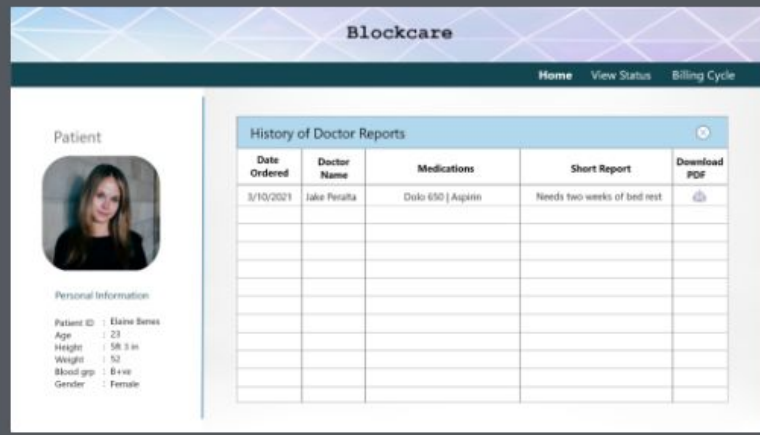 Blockcare
Home View Status Billing Cycle
Patient
Personal Information
Patient ID : Elaine Benes
Age : 23
Height : 58.3 in
Weight : 52
Blood grp : B+ve
Gender : Female
History of Doctor Reports
Date Ordered Doctor Name Medications Short Report Download PDF
3/10/2021 Jake Peralta Dolo 650 | Aspirin Needs two weeks of bed rest